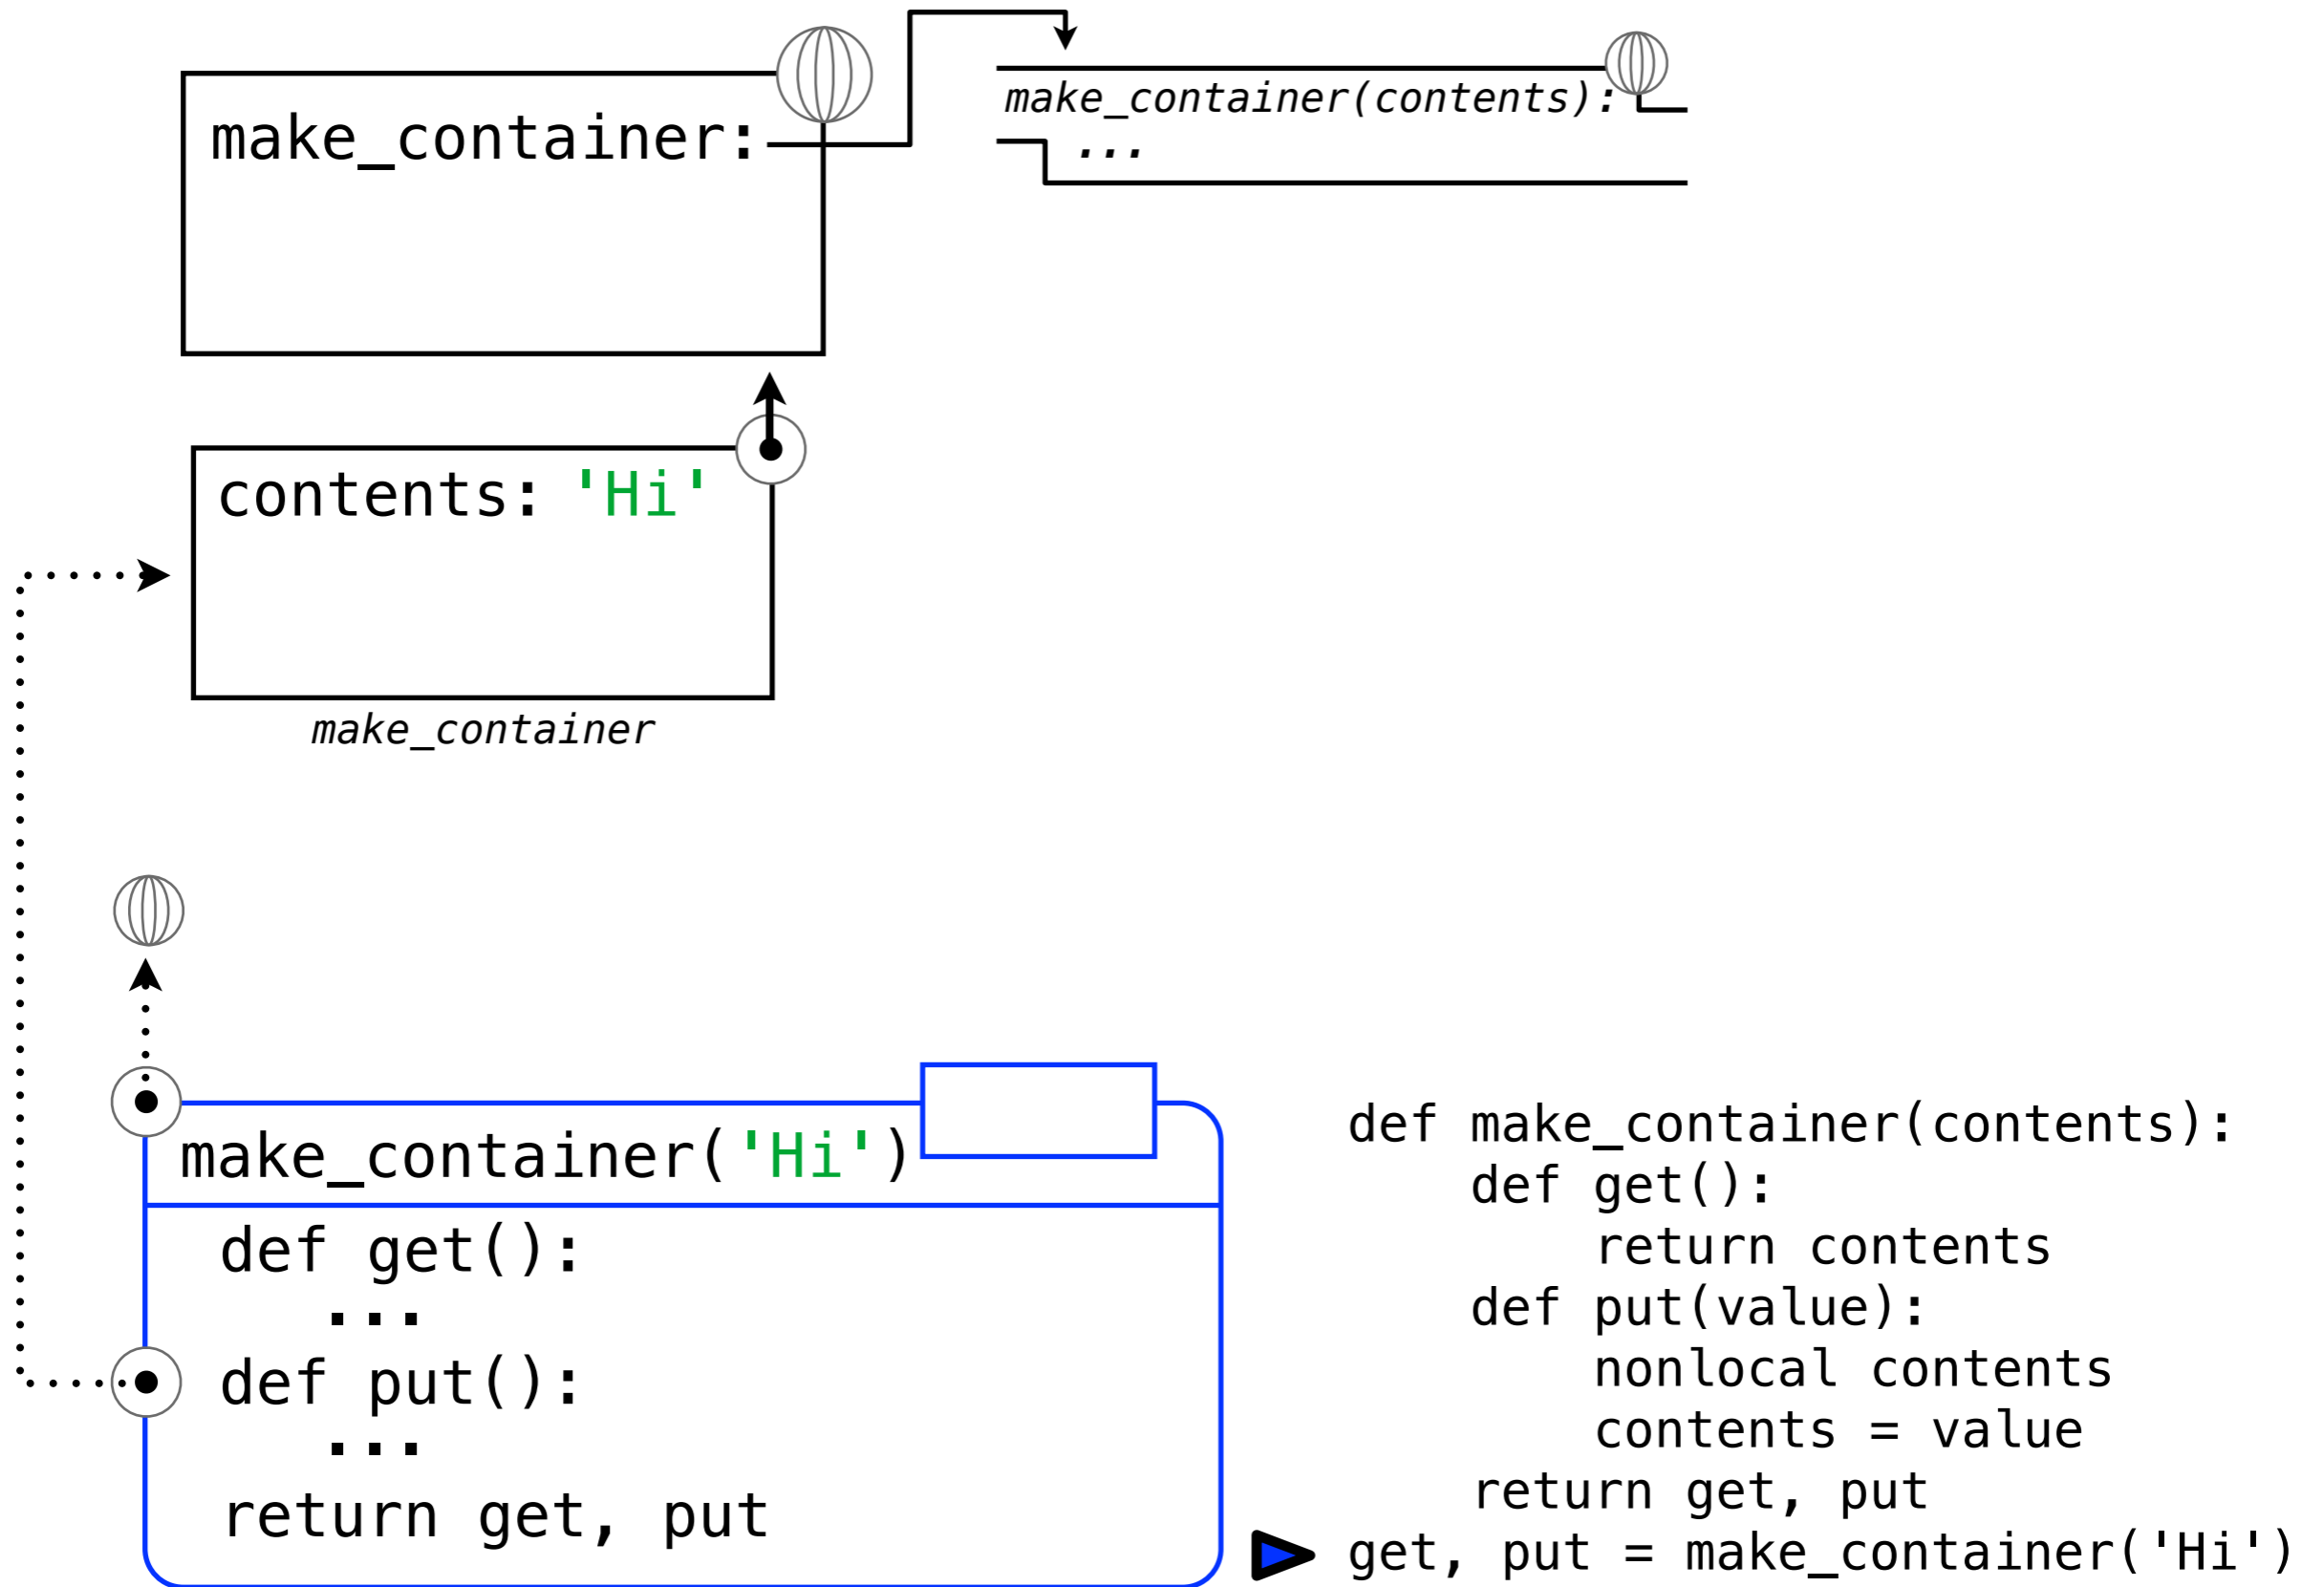 make_container:
make_container(contents):
...
contents: 'Hi'
make_container
make_container('Hi')
def get():
...
def put():
...
return get, put
def make_container(contents):
    def get():
        return contents
    def put(value):
        nonlocal contents
        contents = value
    return get, put
get, put = make_container('Hi')